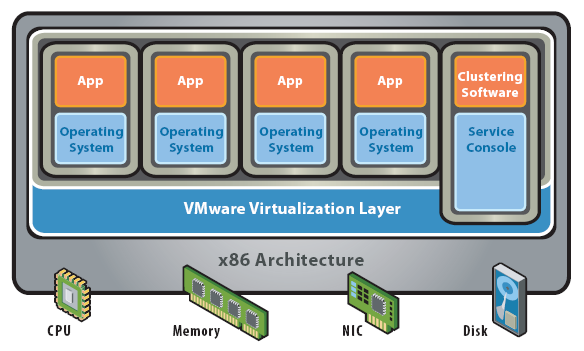 App App App App Clustering
Software
Operating Operating Operating Operating Service
System System System System Console
VMware Virtualization Layer
x86 Architecture
CPU Memory NIC Disk